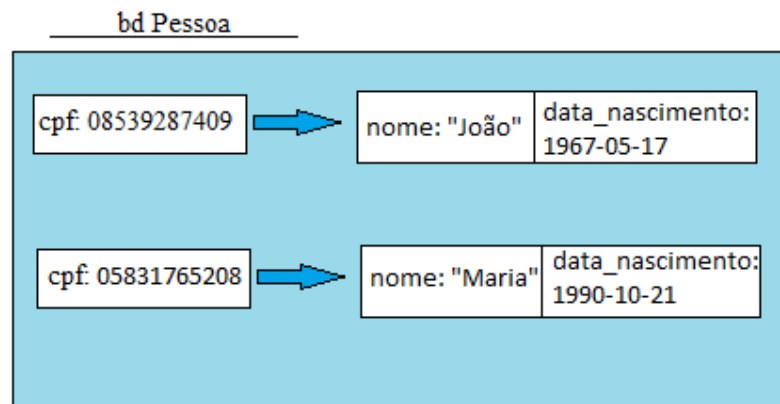 bd Pessoa
cpf: 08539287409
nome: "João"
data_nascimento:
1967-05-17
cpf: 05831765208
nome: "Maria"
data_nascimento:
1990-10-21